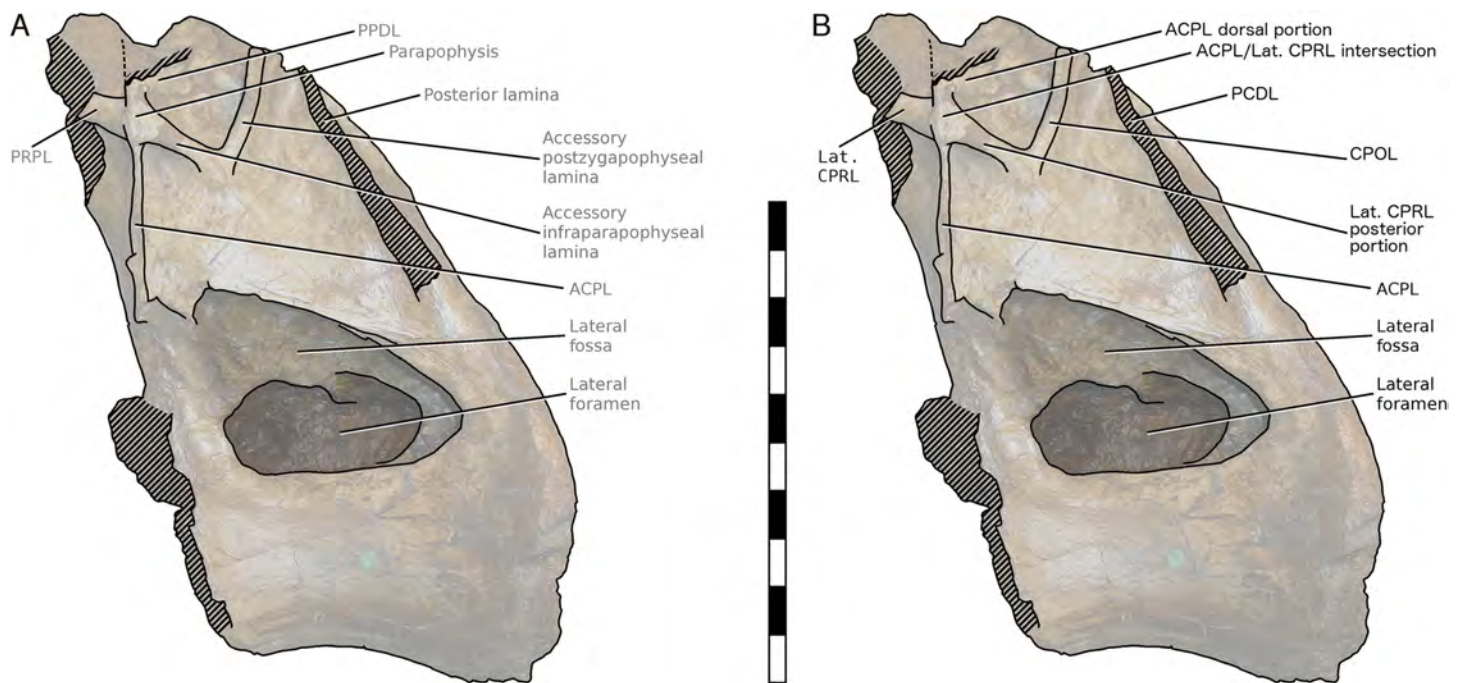 A
PPDL
Parapophysis
Posterior lamina
PRPL
Accessory
postzygapophyseal
lamina
Accessory
infraparapophyseal
lamina
ACPL
Lateral
fossa
Lateral
foramen
B
ACPL dorsal portion
ACPL/Lat. CPRL intersection
PCDL
Lat.
CPRL
CPOL
Lat. CPRL
posterior
portion
ACPL
Lateral
fossa
Lateral
foramen